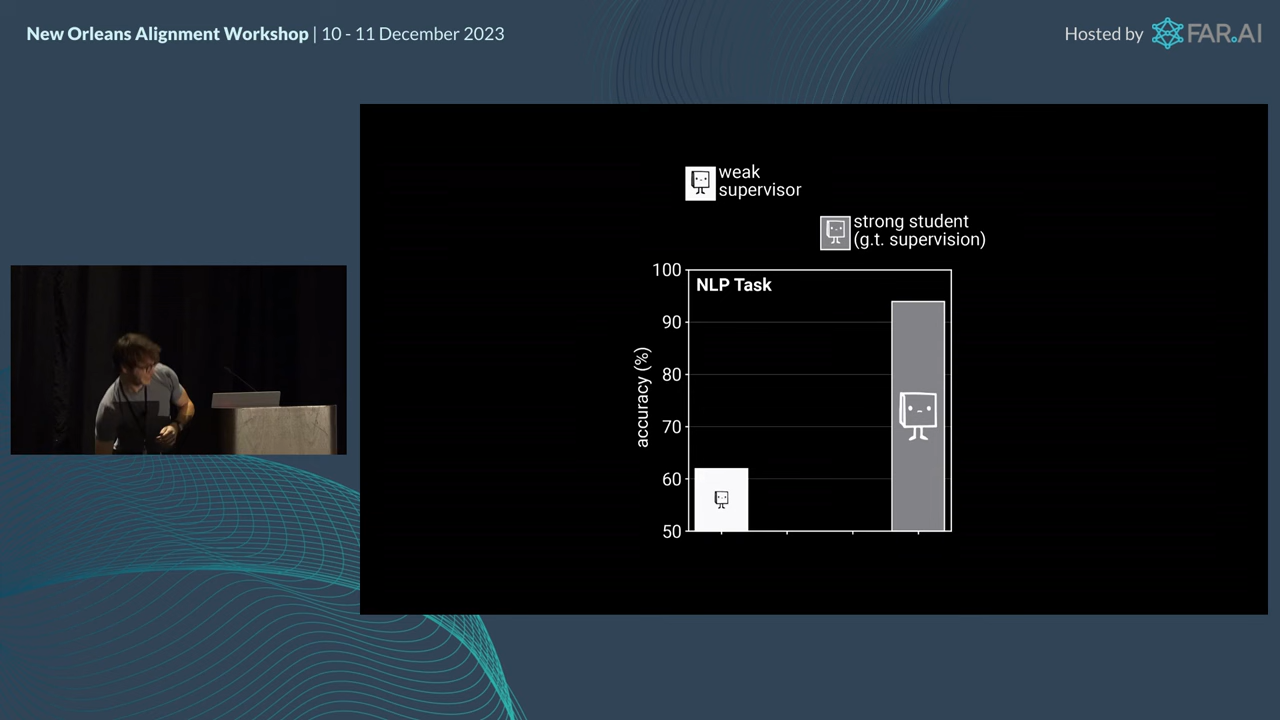 New Orleans Alignment Workshop | 10 - 11 December 2023
Hosted by FAR.AI
weak
supervisor
strong student
(g.t. supervision)
100
NLP Task
90
80
70
60
50
accuracy (%)